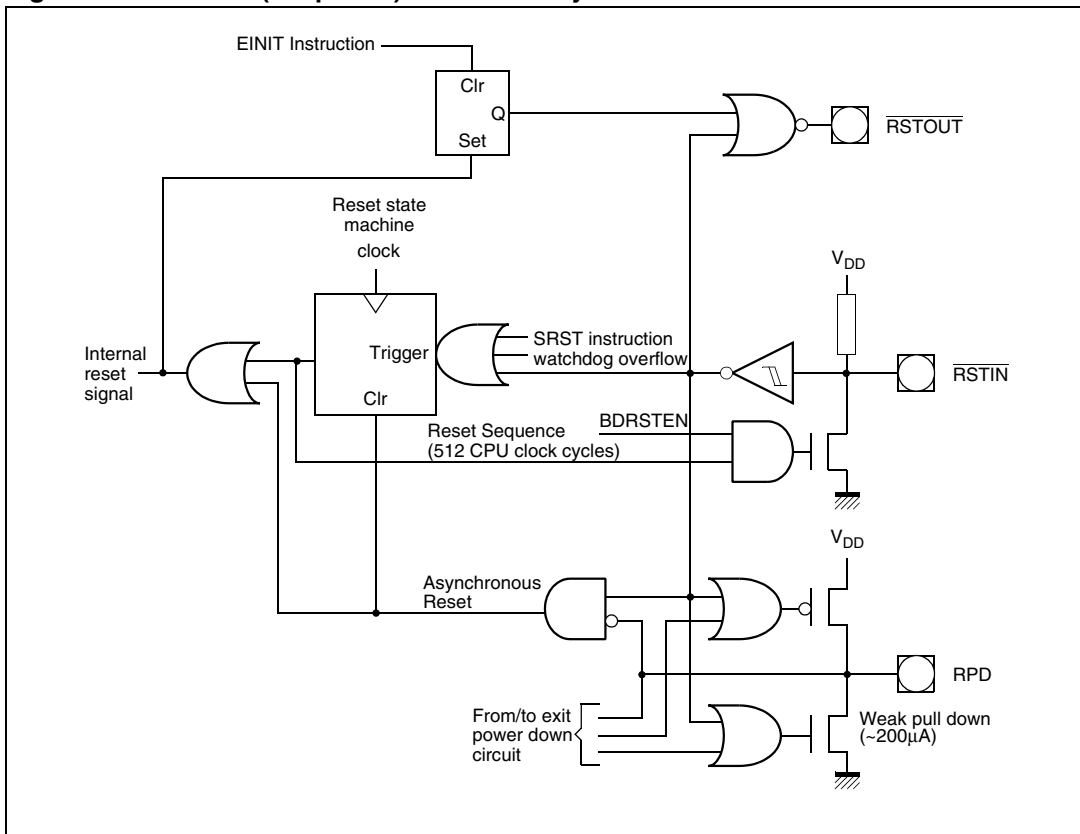 EINIT Instruction
Clr
Q
Set
RSTOUT
Reset state
machine
clock
VDD
Internal
reset
signal
Trigger
Clr
SRST instruction
watchdog overflow
RSTIN
BDRSTEN
Reset Sequence
(512 CPU clock cycles)
VDD
Asynchronous
Reset
RPD
From/to exit
power down
circuit
Weak pull down
(~200µA)